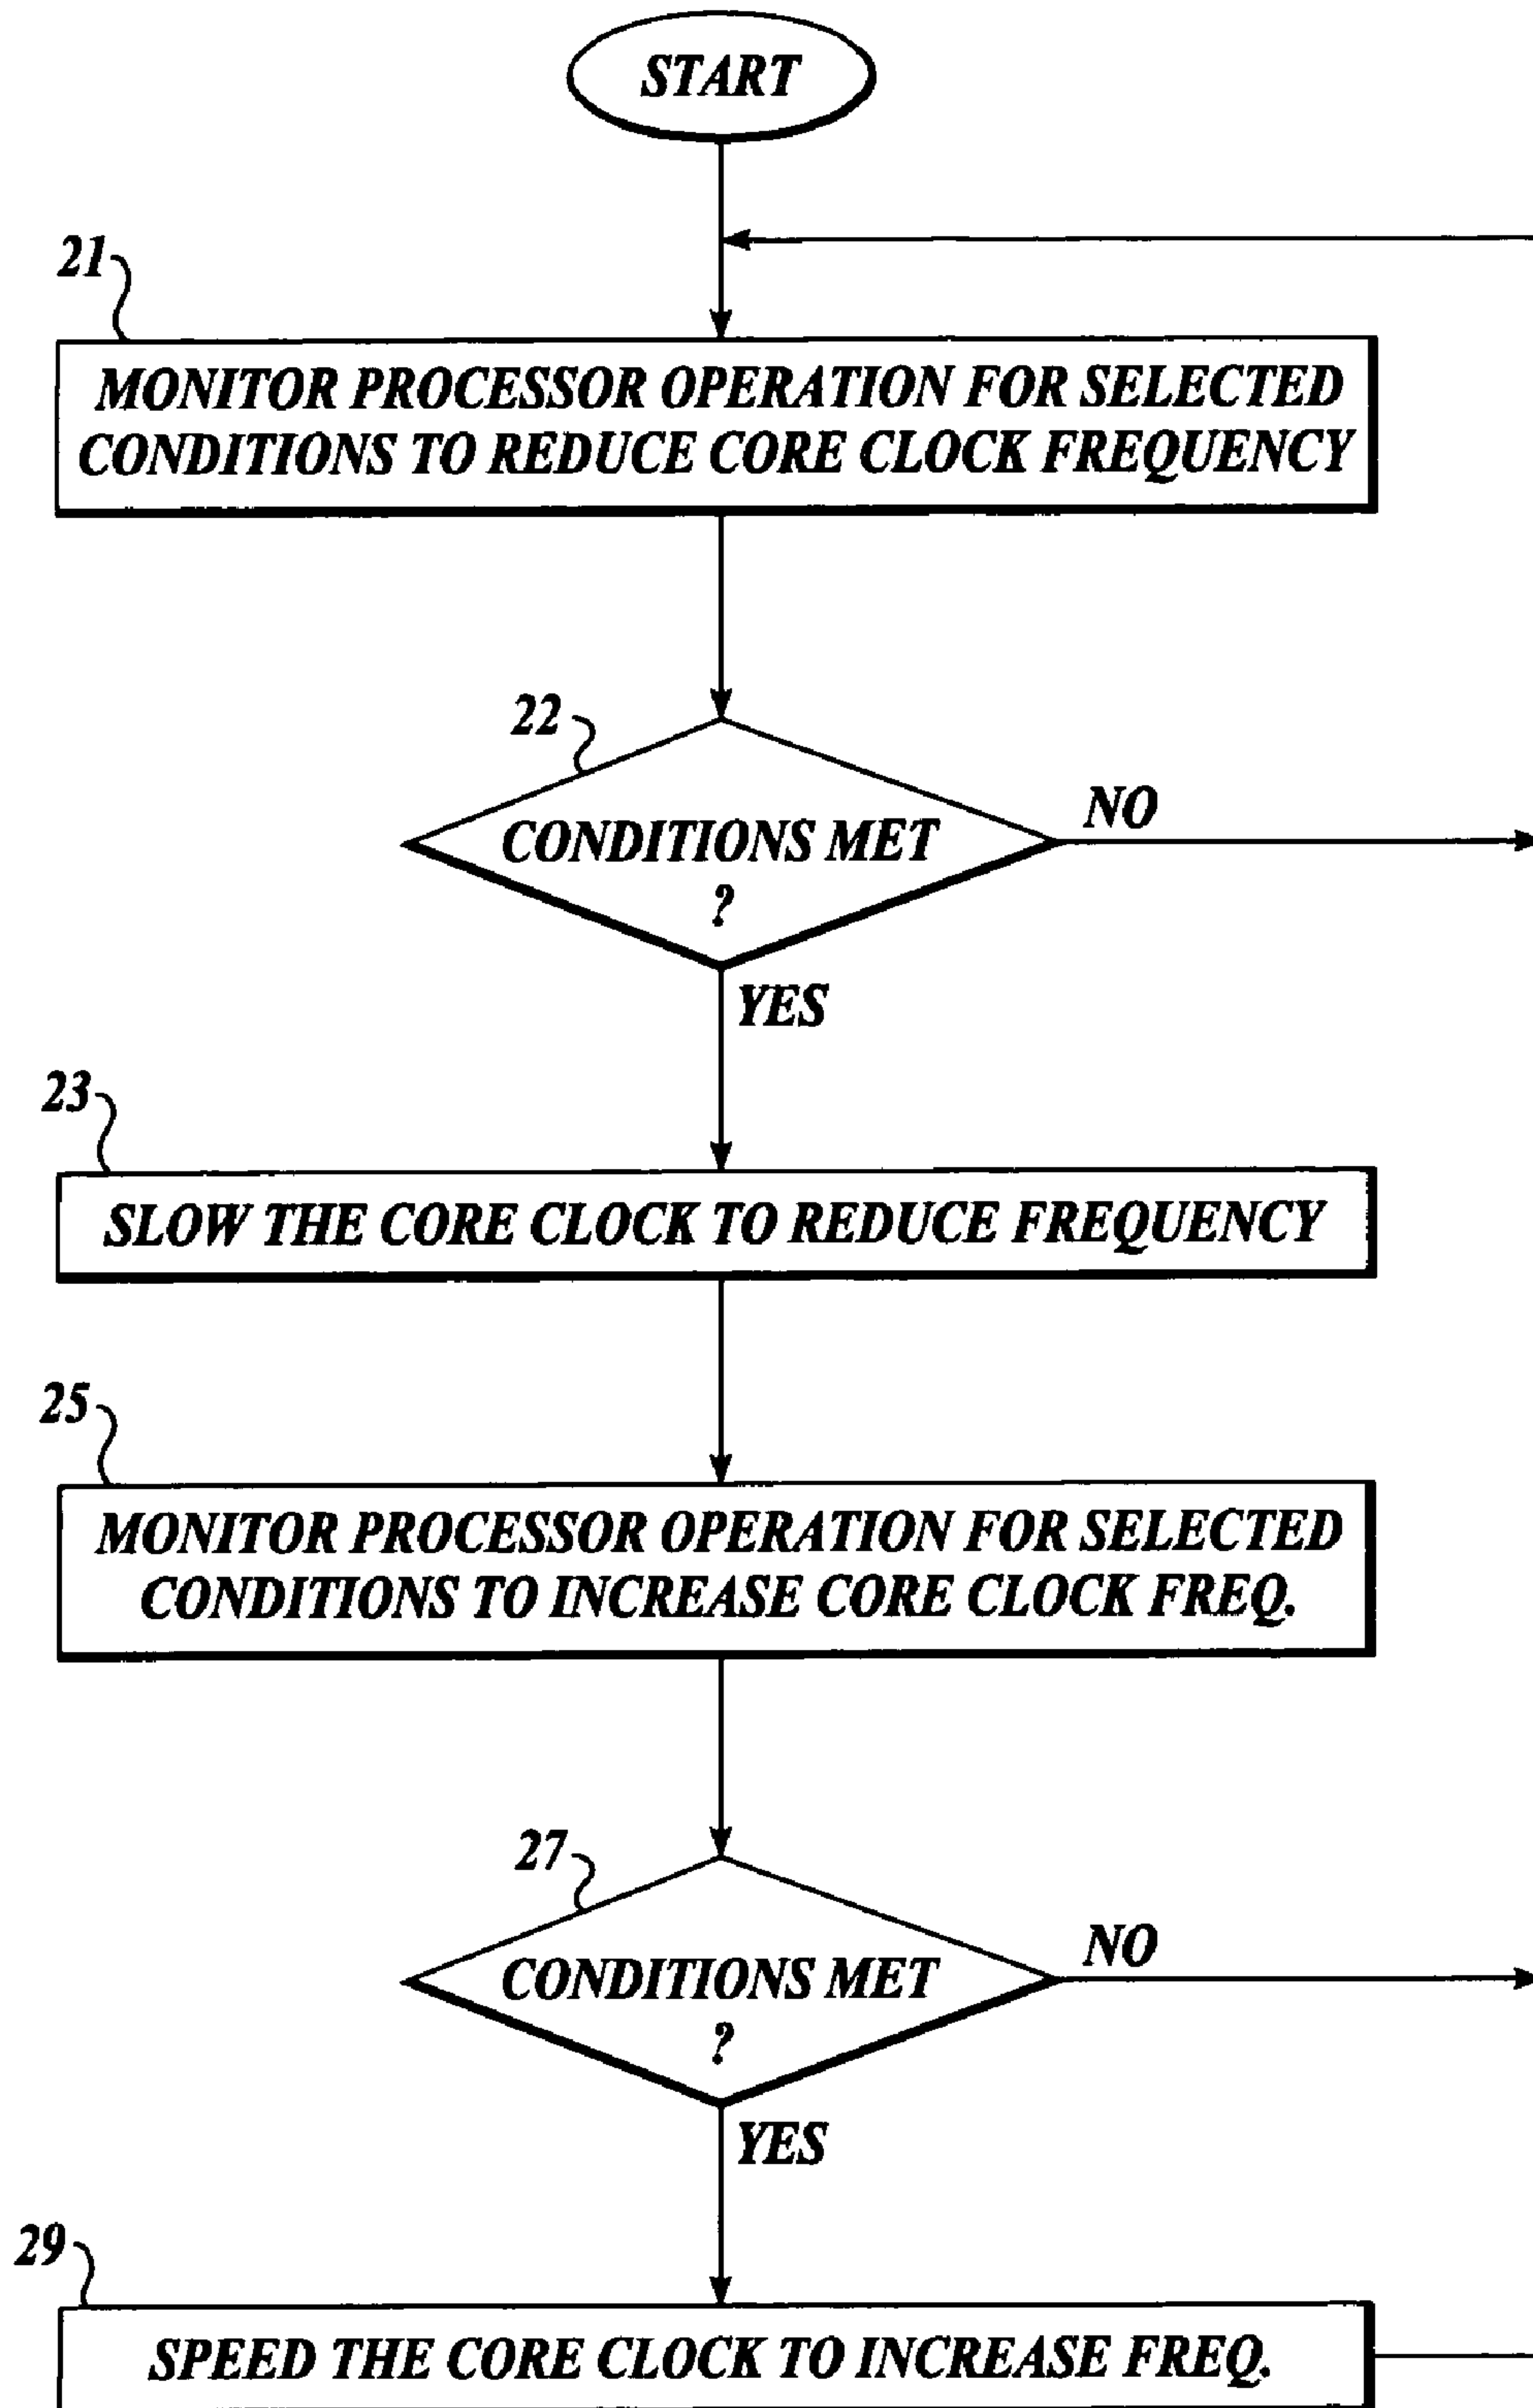 START
21
MONITOR PROCESSOR OPERATION FOR SELECTED
CONDITIONS TO REDUCE CORE CLOCK FREQUENCY
22
CONDITIONS MET
?
NO
YES
23
SLOW THE CORE CLOCK TO REDUCE FREQUENCY
25
MONITOR PROCESSOR OPERATION FOR SELECTED
CONDITIONS TO INCREASE CORE CLOCK FREQ.
27
CONDITIONS MET
?
NO
YES
29
SPEED THE CORE CLOCK TO INCREASE FREQ.